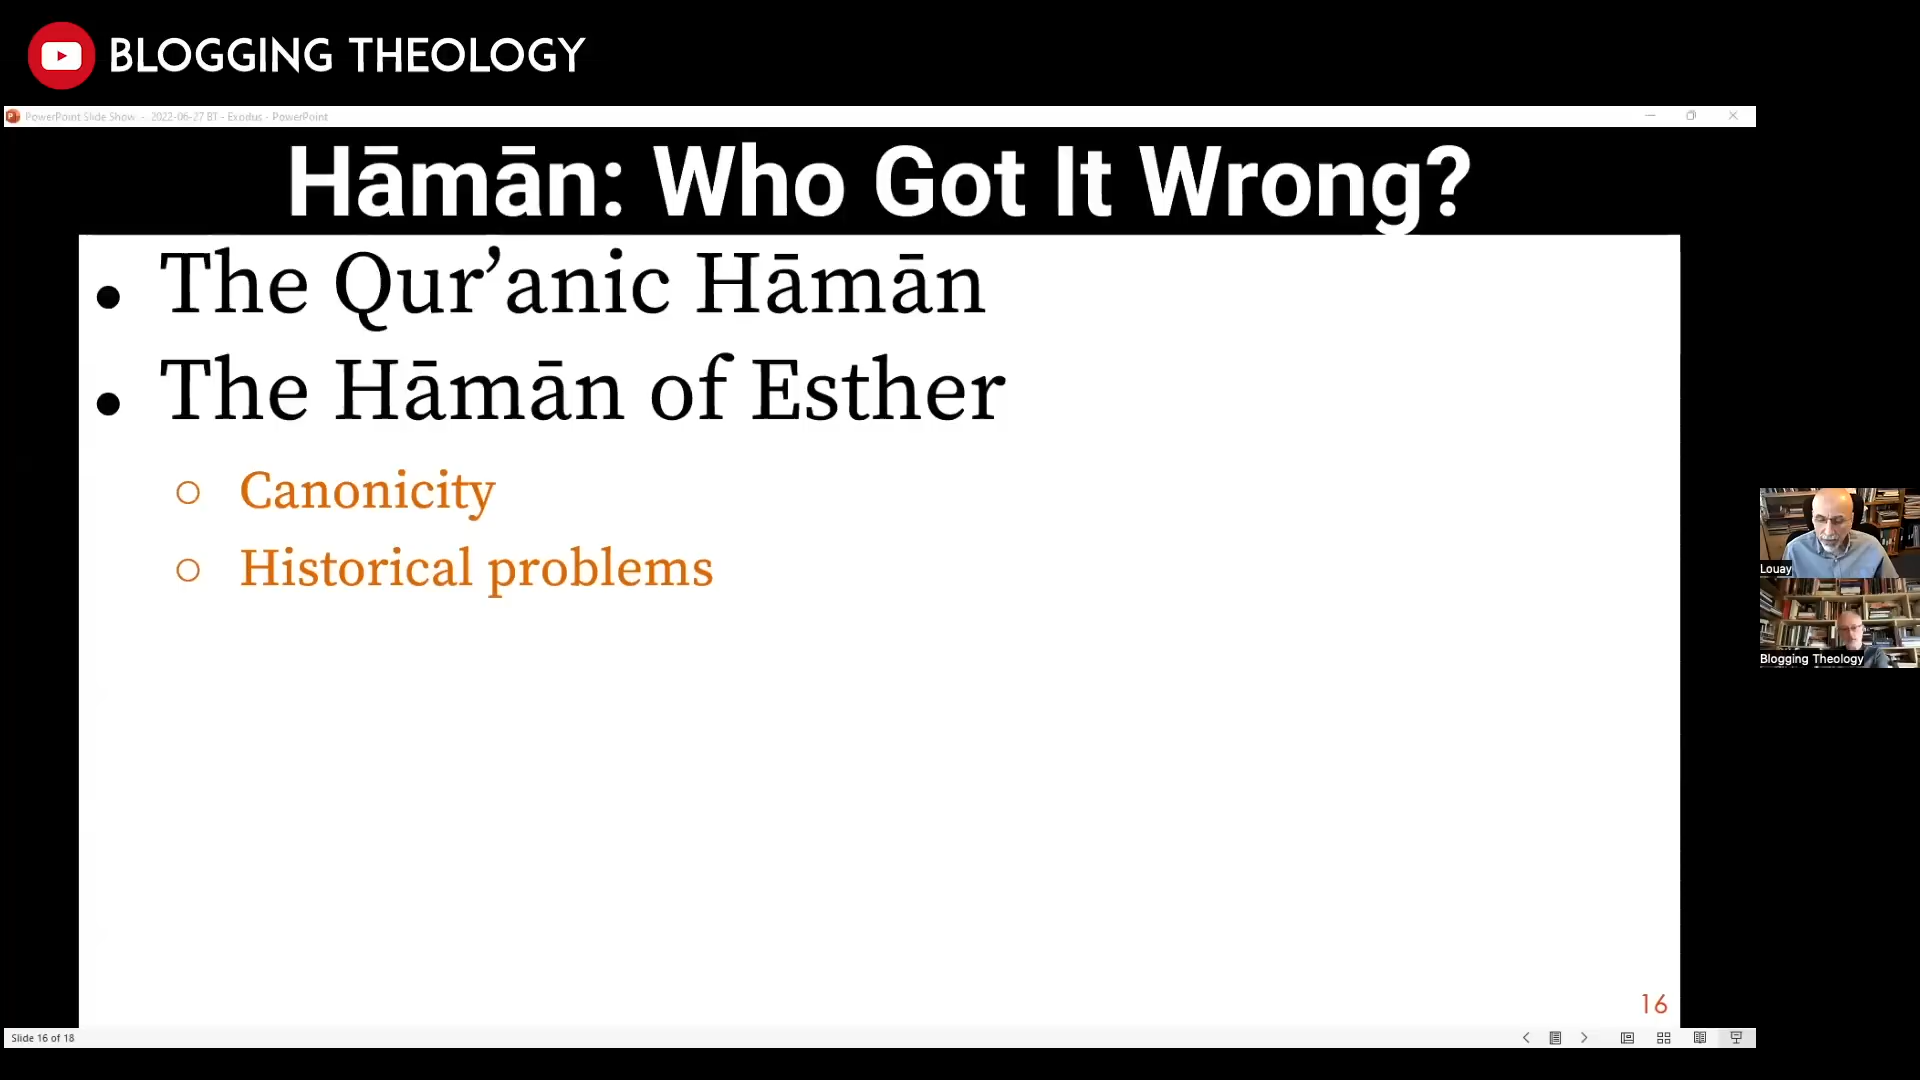 BLOGGING THEOLOGY
PowerPoint Slide Show - 2022-06-27 BT - Exodus - PowerPoint
Hāmān: Who Got It Wrong?
• The Qur’anic Hāmān
• The Hāmān of Esther
○ Canonicity
○ Historical problems
Louay
Blogging Theology
16
Slide 16 of 18